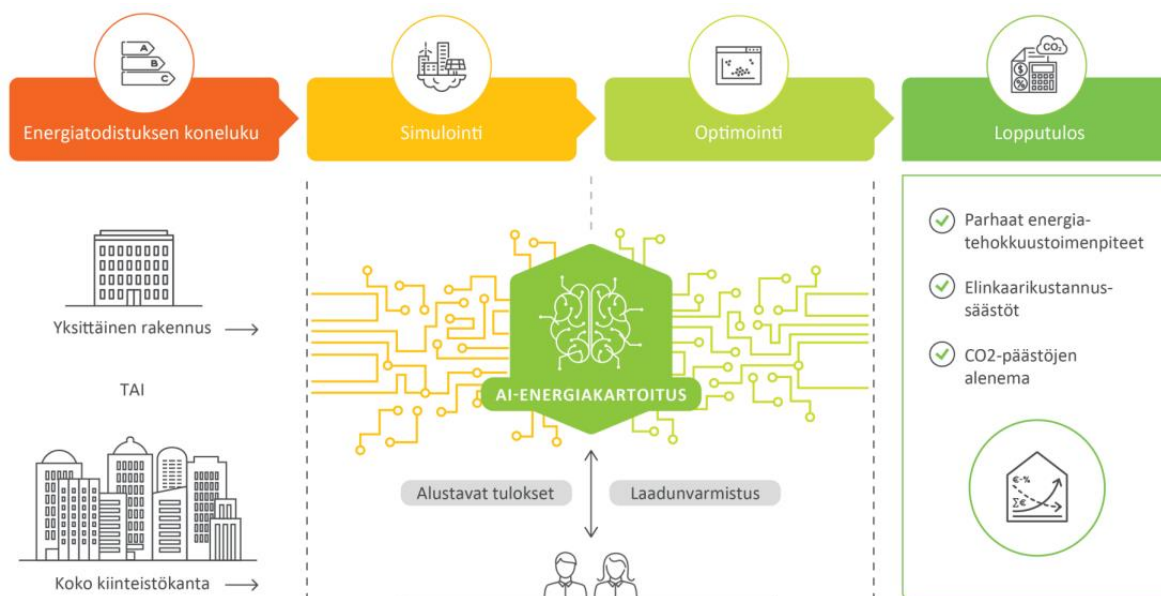 A
B
C
CO₂
$
%
Energiatodistuksen koneluku
Simulointi
Optimointi
Lopputulos
Yksittäinen rakennus
TAI
Koko kiinteistökanta
AI-ENERGIAKARTOITUS
Alustavat tulokset
Laadunvarmistus
Parhaat energia-
tehokkuustoimenpiteet
Elinkaarikustannus-
säästöt
CO2-päästöjen
alenema
€-%
Σ€